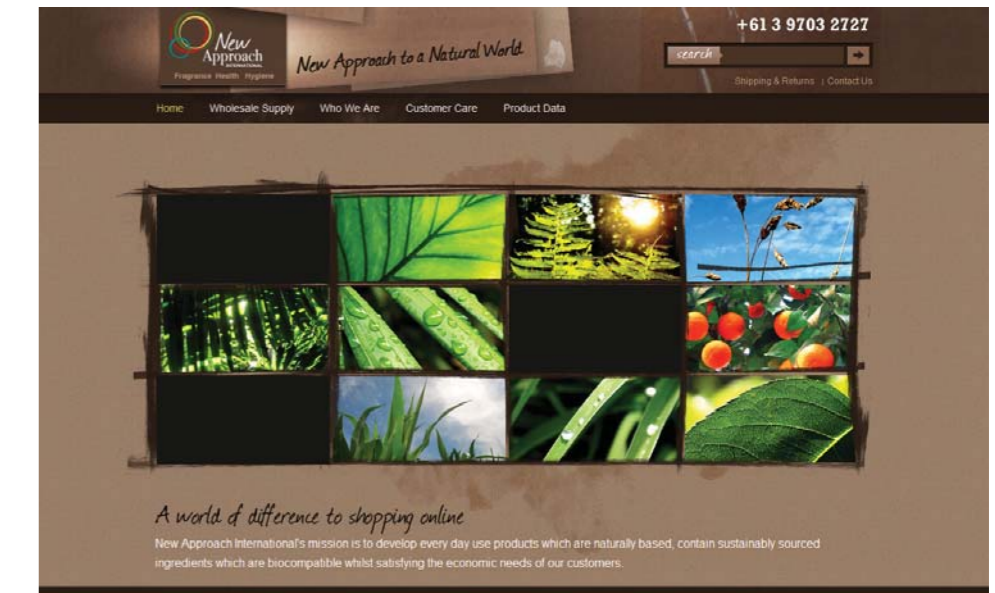 +61 3 9703 2727
New
Approach
INTERNATIONAL
Fragrance Health Hygiene
New Approach to a Natural World
search
Shipping & Returns | Contact Us
Home Wholesale Supply Who We Are Customer Care Product Data
A world of difference to shopping online
New Approach International's mission is to develop every day use products which are naturally based, contain sustainably sourced
ingredients which are biocompatible whilst satisfying the economic needs of our customers.